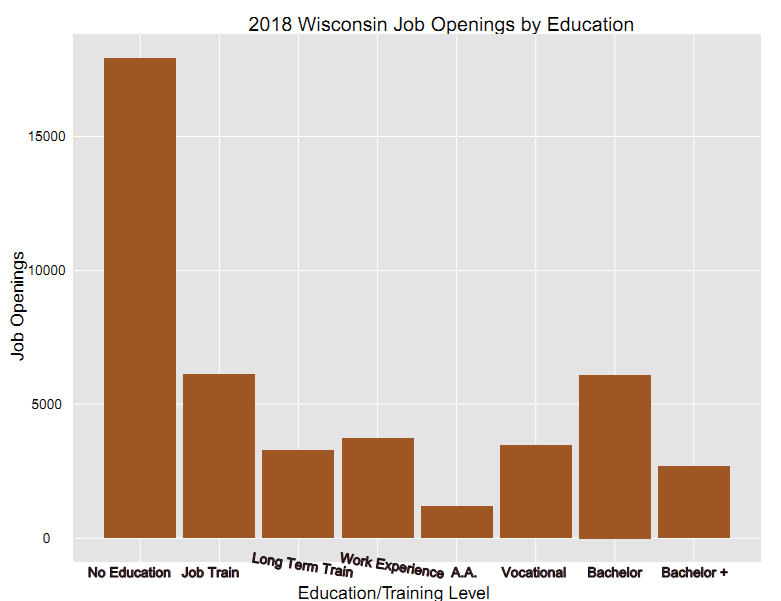 2018 Wisconsin Job Openings by Education
Job Openings
15000
10000
5000
0
No Education
Job Train
Long Term Train
Work Experience
A.A.
Vocational
Bachelor
Bachelor +
Education/Training Level